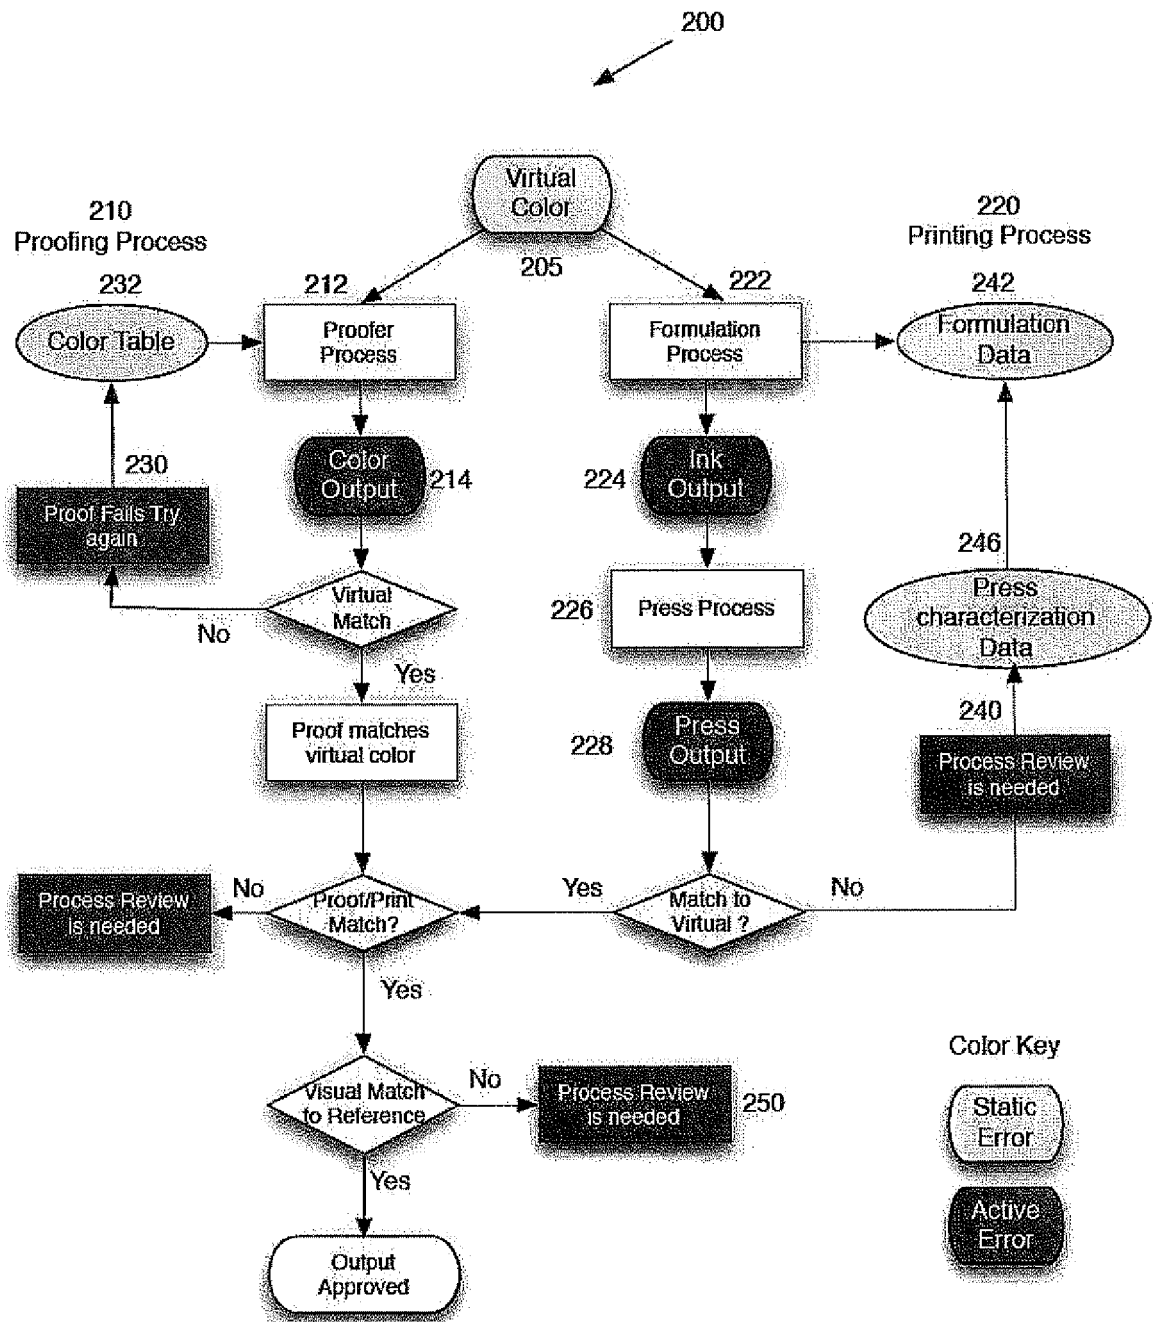 200
Virtual
Color
205
210
Proofing Process
220
Printing Process
232
Color Table
212
Proofer
Process
222
Formulation
Process
242
Formulation
Data
230
Proof Fails Try
again
Color
Output
214
224
Ink
Output
Virtual
Match
No
Yes
226
Press Process
246
Press
characterization
Data
Proof matches
virtual color
228
Press
Output
240
Process Review
is needed
Process Review
is needed
No
Proof/Print
Match?
Yes
Match to
Virtual ?
No
Yes
Visual Match
to Reference
No
Process Review
is needed
250
Yes
Output
Approved
Color Key
Static
Error
Active
Error